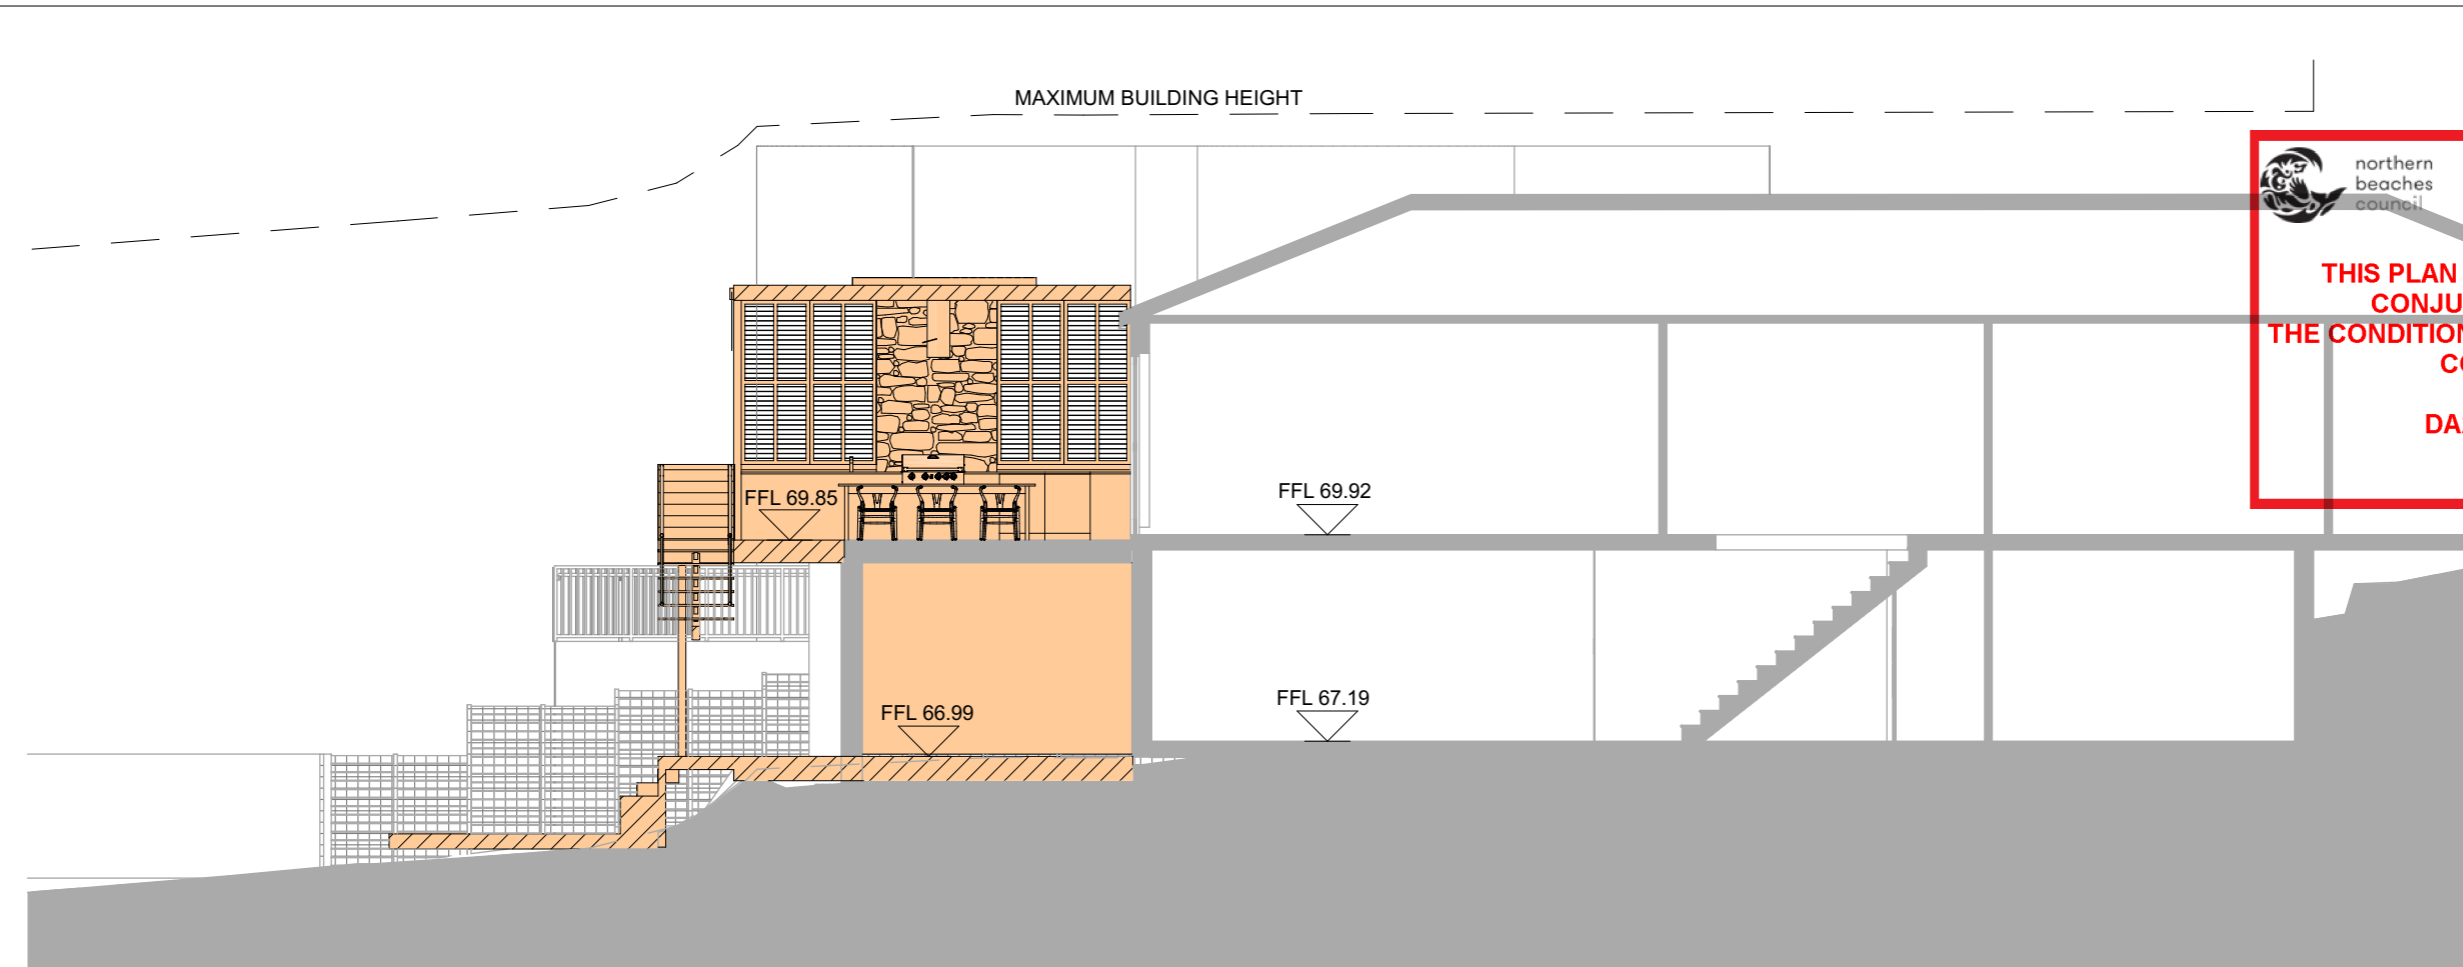 MAXIMUM BUILDING HEIGHT
northern
beaches
council
THIS PLAN
THE CONDITION
FFL 69.85
FFL 69.92
FFL 66.99
FFL 67.19